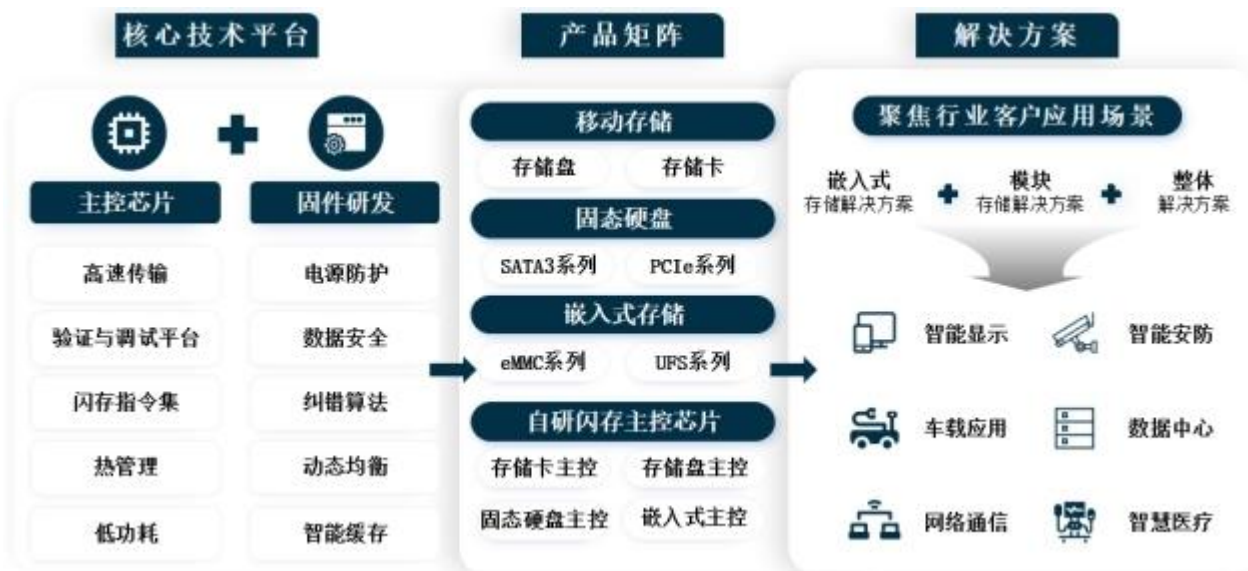 核心技术平台
产品矩阵
解决方案
主控芯片
固件研发
高速传输
电源防护
验证与调试平台
数据安全
闪存指令集
纠错算法
热管理
动态均衡
低功耗
智能缓存
移动存储
存储盘
存储卡
固态硬盘
SATA3系列
PCIe系列
嵌入式存储
eMMC系列
UFS系列
自研闪存主控芯片
存储卡主控
存储盘主控
固态硬盘主控
嵌入式主控
聚焦行业客户应用场景
嵌入式
存储解决方案
模块
存储解决方案
整体
解决方案
智能显示
智能安防
车载应用
数据中心
网络通信
智慧医疗